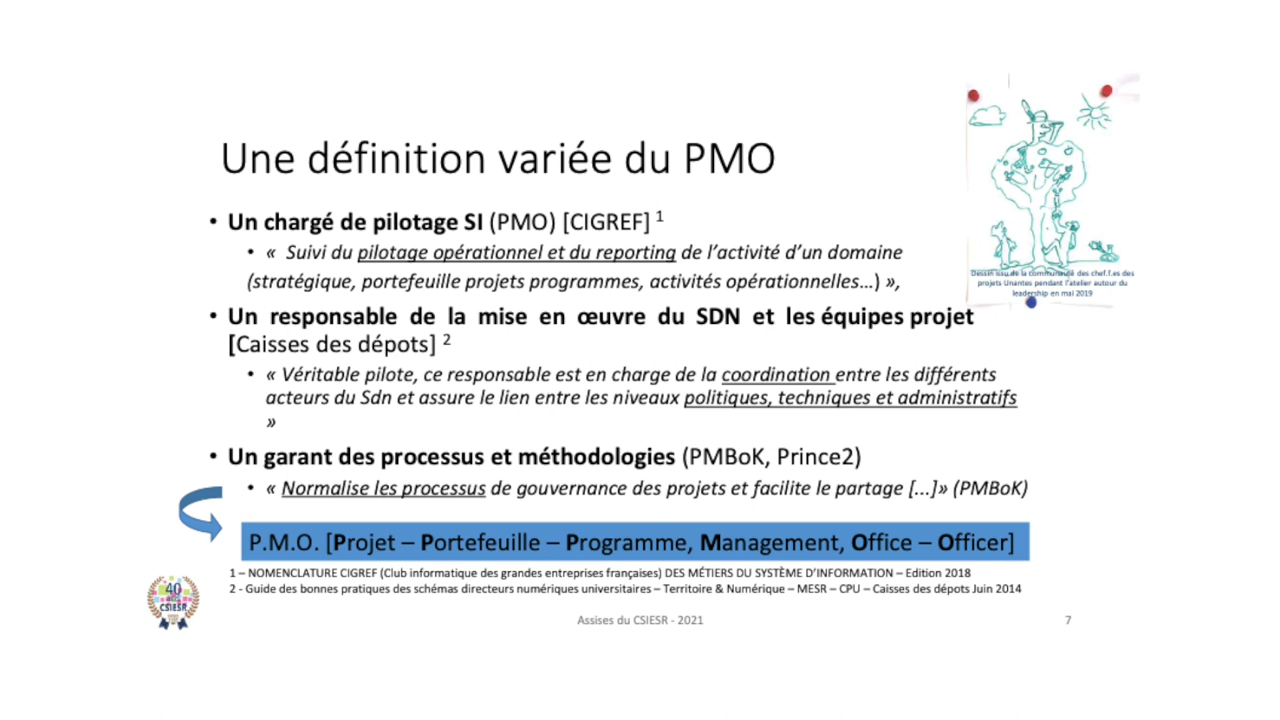 Une définition variée du PMO
• Un chargé de pilotage SI (PMO) [CIGREF] 1
• «  Suivi du pilotage opérationnel et du reporting de l’activité d’un domaine
(stratégique, portefeuille projets programmes, activités opérationnelles…) »,
• Un responsable de la mise en œuvre du SDN et les équipes projet
[Caisses des dépots] 2
• « Véritable pilote, ce responsable est en charge de la coordination entre les différents
acteurs du Sdn et assure le lien entre les niveaux politiques, techniques et administratifs
»
• Un garant des processus et méthodologies (PMBoK, Prince2)
• « Normalise les processus de gouvernance des projets et facilite le partage [...]» (PMBoK)
P.M.O. [Projet – Portefeuille – Programme, Management, Office – Officer]
1 – NOMENCLATURE CIGREF (Club informatique des grandes entreprises françaises) DES MÉTIERS DU SYSTÈME D’INFORMATION – Edition 2018
2 - Guide des bonnes pratiques des schémas directeurs numériques universitaires – Territoire & Numérique – MESR – CPU – Caisses des dépots Juin 2014
Dessin issu de la communauté des chef.f.es des
projets Unantes pendant l’atelier autour du
leadership en mai 2019
40
CSIESR
Assises du CSIESR - 2021
7